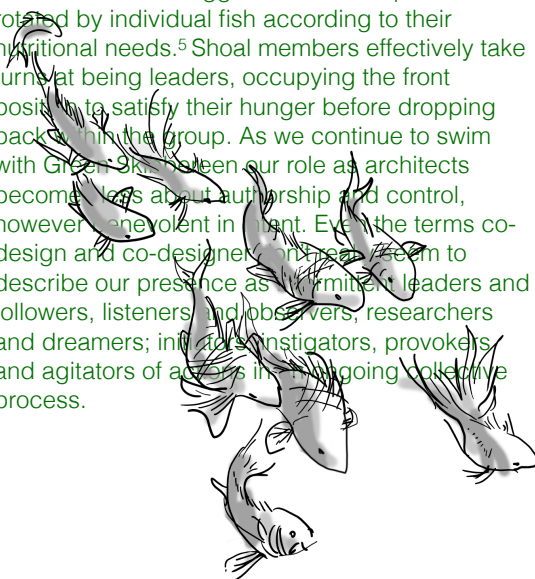 rotated by individual fish according to their
nutritional needs.⁵ Shoal members effectively take
turns at being leaders, occupying the front
position to satisfy their hunger before dropping
back within the group. As we continue to swim
with Green Skibbereen our role as architects
become less about authorship and control,
however benevolent in intent. Even the terms co-
design and co-designer don't really seem to
describe our presence as intermittent leaders and
followers, listeners and observers, researchers
and dreamers; initiators, instigators, provokers
and agitators of actions in an ongoing collective
process.